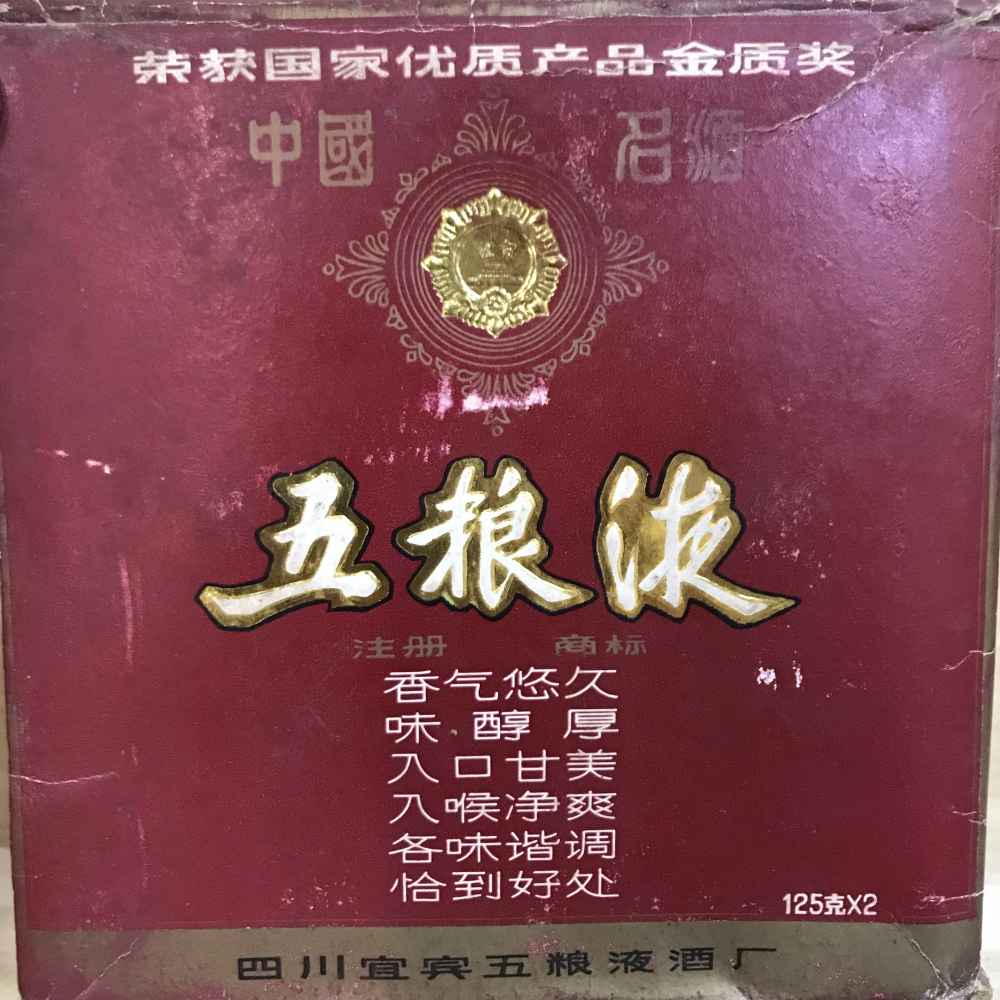 荣获国家优质产品金质奖
中國 名酒
五粮液
注册 商标
香气悠久
味·醇厚
入口甘美
入喉净爽
各味谐调
恰到好处
125克X2
四川宜宾五粮液酒厂